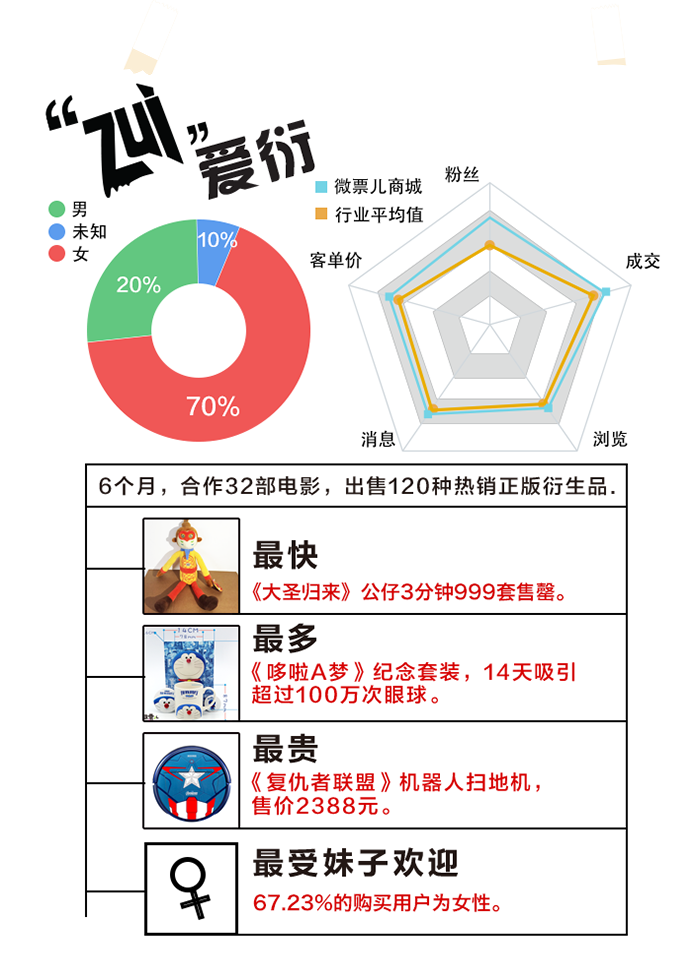 “zui”爱衍
男
未知
女
10%
20%
70%
微票儿商城
行业平均值
粉丝
客单价
成交
消息
浏览
6个月，合作32部电影，出售120种热销正版衍生品.
最快
《大圣归来》公仔3分钟999套售罄。
14CM
最多
《哆啦A梦》纪念套装，14天吸引
超过100万次眼球。
最贵
《复仇者联盟》机器人扫地机，
售价2388元。
最受妹子欢迎
67.23%的购买用户为女性。